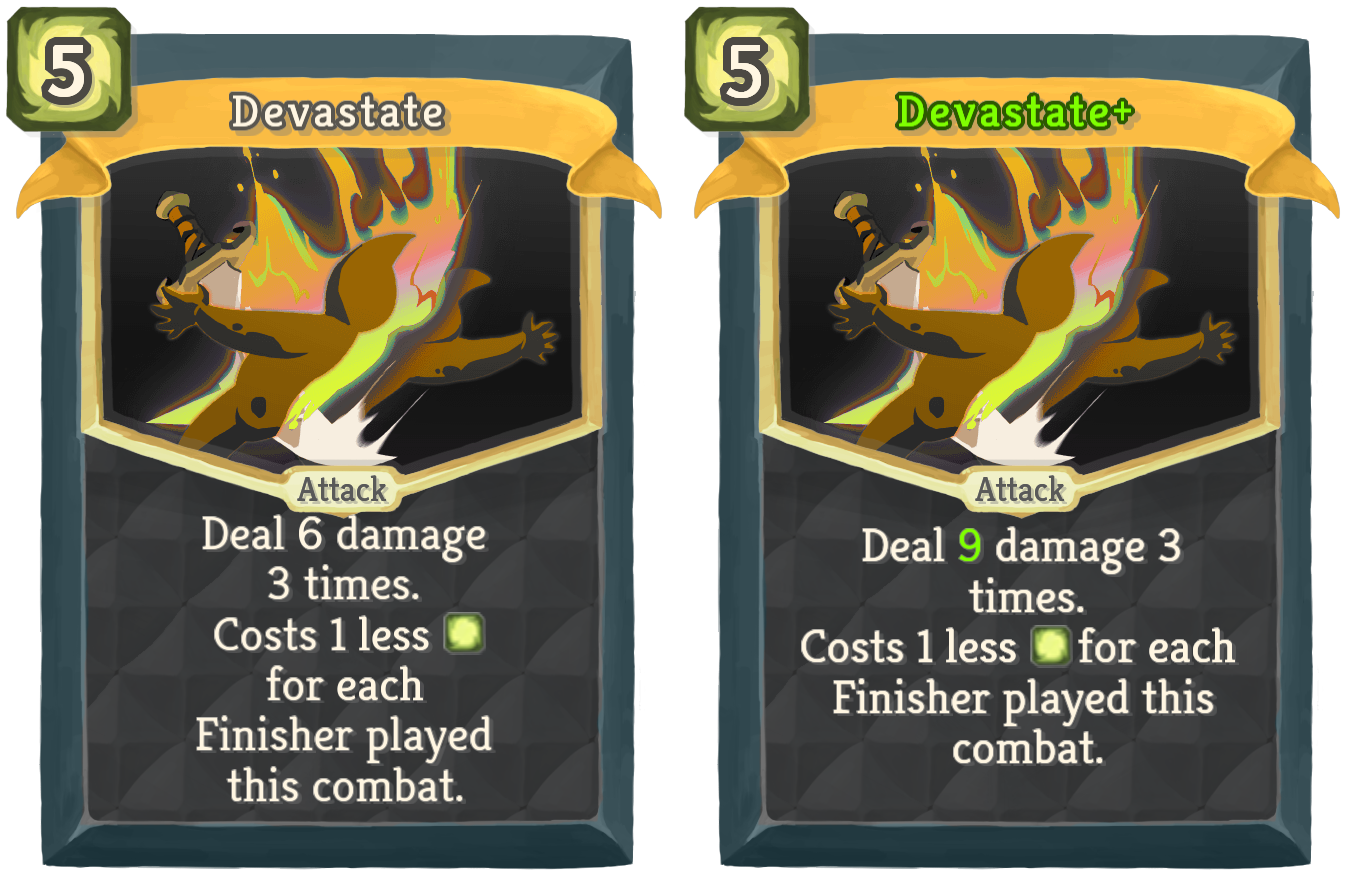 5
Devastate
Attack
Deal 6 damage
3 times.
Costs 1 less
for each
Finisher played
this combat.
5
Devastate+
Attack
Deal 9 damage 3
times.
Costs 1 less for each
Finisher played this
combat.